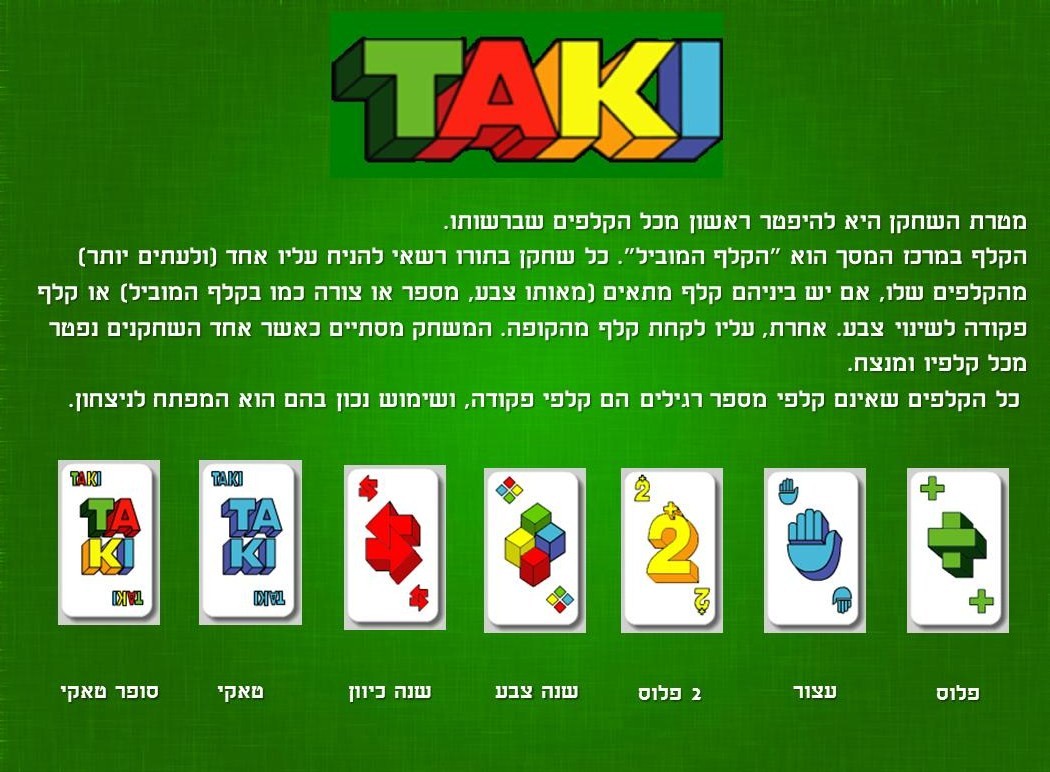 TAKI
מטרת השחקן היא להיפטר ראשון מכל הקלפים שברשותו.
הקלף במרכז המסך הוא "הקלף המוביל". כל שחקן בתורו רשאי להניח עליו אחד (ולעתים יותר)
מהקלפים שלו, אם יש ביניהם קלף מתאים (מאותו צבע, מספר או צורה כמו בקלף המוביל) או קלף
פקודה לשינוי צבע. אחרת, עליו לקחת קלף מהקופה. המשחק מסתיים כאשר אחד השחקנים נפטר
מכל קלפיו ומנצח.
כל הקלפים שאינם קלפי מספר רגילים הם קלפי פקודה, ושימוש נכון בהם הוא המפתח לניצחון.
+
+
+
2
+2
2
TAKI
TA
KI
TAKI
TAKI
TA
KI
TAKI
פלוס
עצור
2 פלוס
שנה צבע
שנה כיוון
טאקי
סופר טאקי